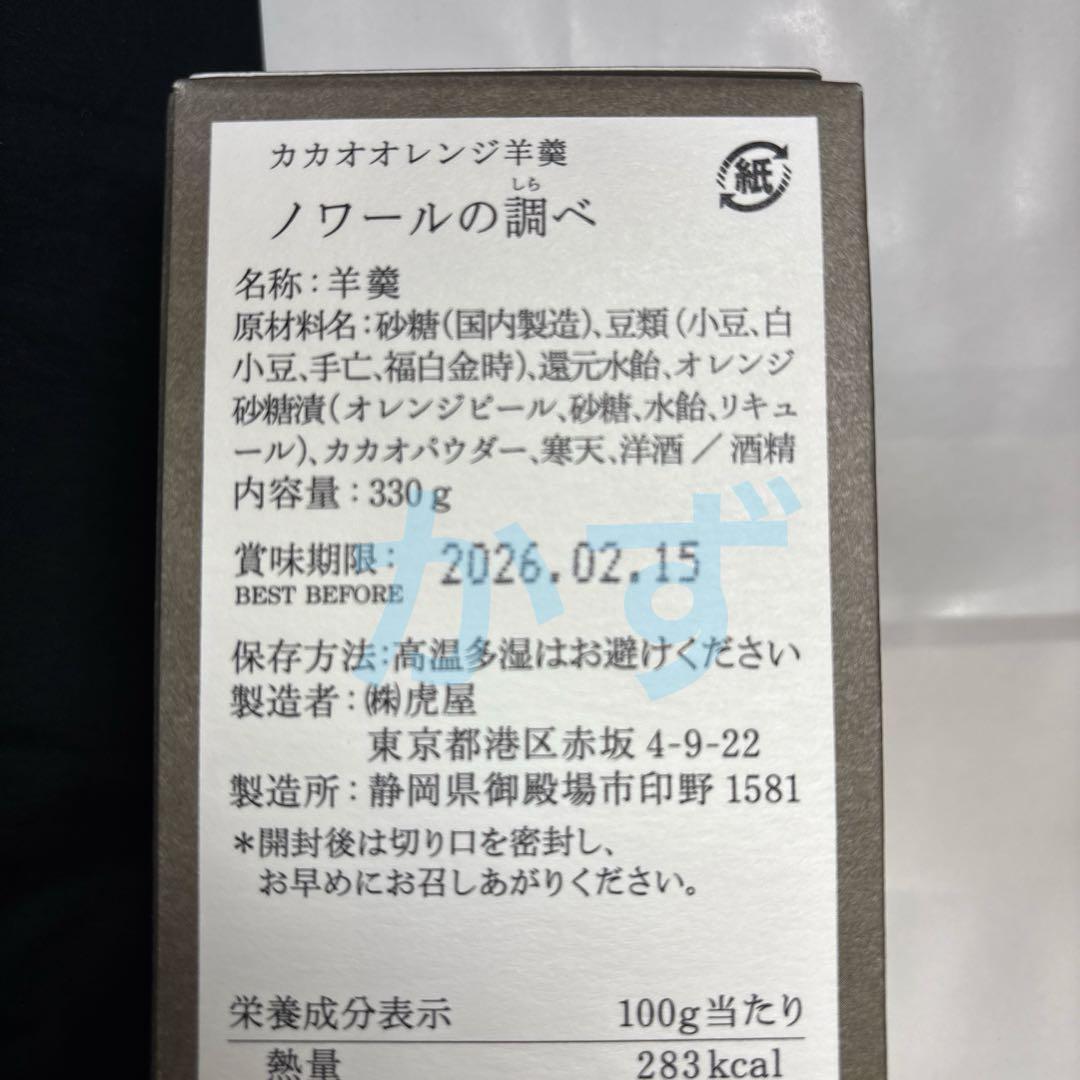 カカオオレンジ羊羹
紙
しら
ノワールの調べ
名称：羊羹
原材料名：砂糖（国内製造）、豆類（小豆、白
小豆、手亡、福白金時）、還元水飴、オレンジ
砂糖漬（オレンジピール、砂糖、水飴、リキュ
ール）、カカオパウダー、寒天、洋酒／酒精
内容量：330g
賞味期限： 2026.02.15
BEST BEFORE
かず
保存方法：高温多湿はお避けください
製造者：㈱虎屋
東京都港区赤坂4-9-22
製造所：静岡県御殿場市印野1581
＊開封後は切り口を密封し、
お早めにお召しあがりください。
栄養成分表示 100g当たり
熱量 283kcal